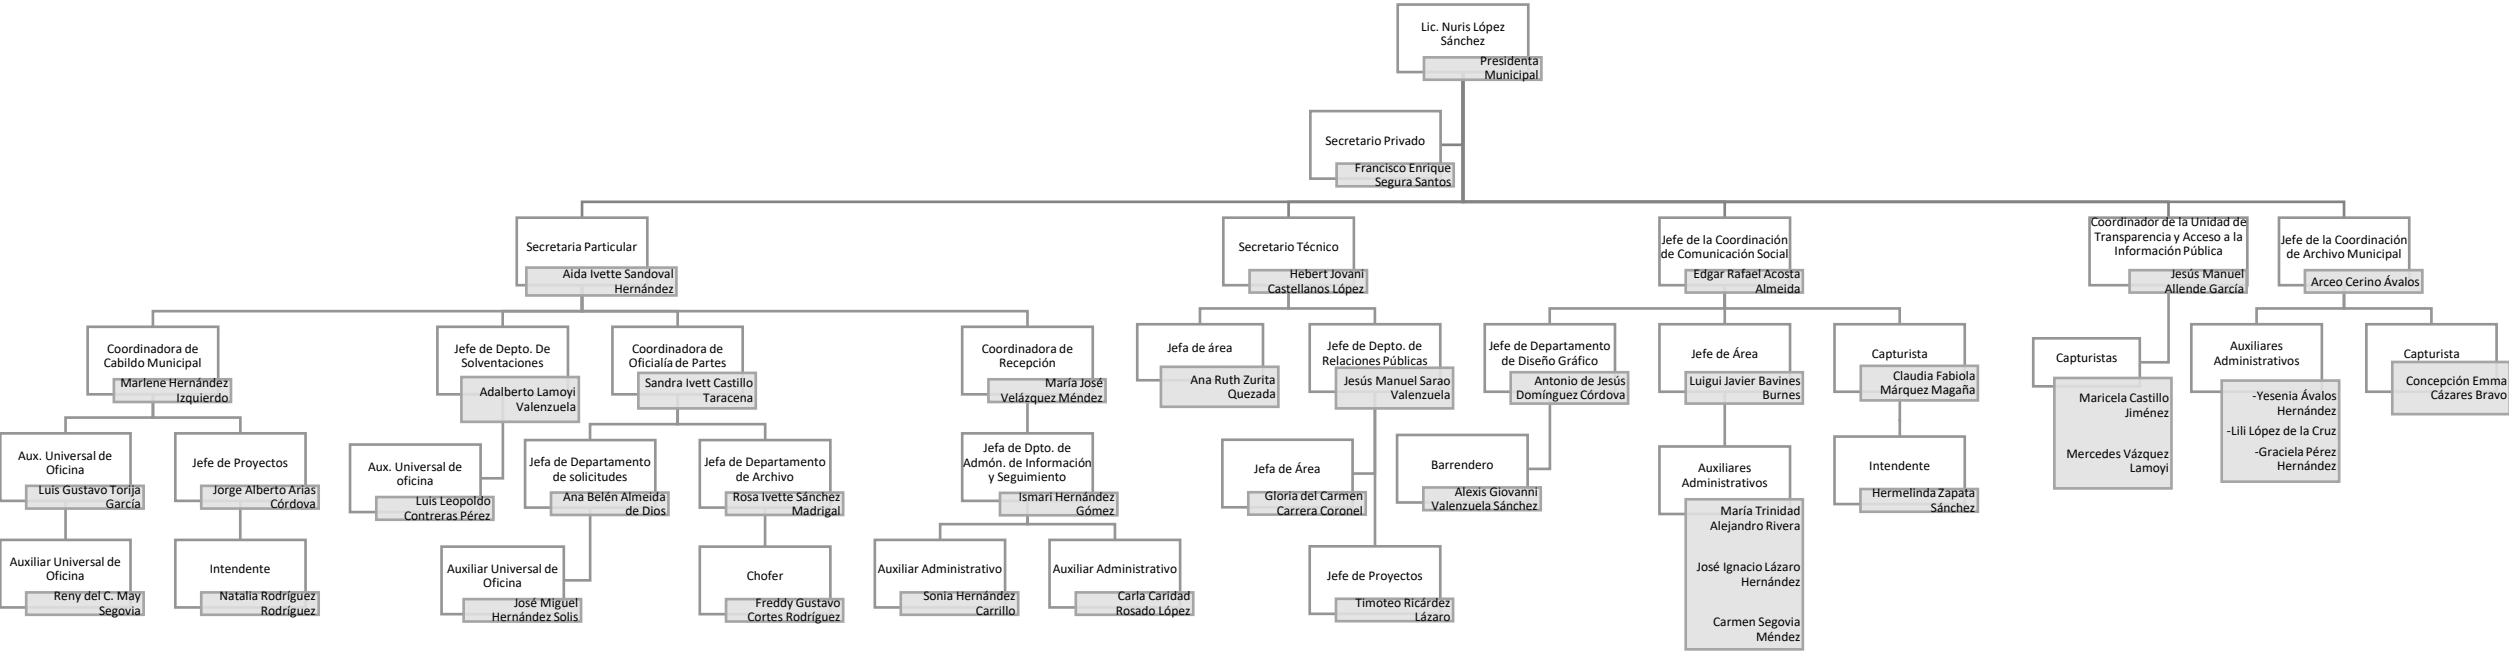 Lic. Nuris López
Sánchez
Presidenta
Municipal
Secretario Privado
Francisco Enrique
Segura Santos
Secretaria Particular
Aida Ivette Sandoval
Hernández
Secretario Técnico
Hebert Jovani
Castellanos López
Jefe de la Coordinación
de Comunicación Social
Edgar Rafael Acosta
Almeida
Coordinador de la Unidad de
Transparencia y Acceso a la
Información Pública
Jesús Manuel
Allende García
Jefe de la Coordinación
de Archivo Municipal
Arceo Cerino Ávalos
Coordinadora de
Cabildo Municipal
Marlene Hernández
Izquierdo
Jefe de Depto. De
Solventaciones
Adalberto Lamoyi
Valenzuela
Coordinadora de
Oficialía de Partes
Sandra Ivett Castillo
Taracena
Coordinadora de
Recepción
María José
Velázquez Méndez
Jefa de área
Ana Ruth Zurita
Quezada
Jefe de Depto. de
Relaciones Públicas
Jesús Manuel Sarao
Valenzuela
Jefe de Departamento
de Diseño Gráfico
Antonio de Jesús
Domínguez Córdova
Jefe de Área
Luigui Javier Bavines
Burnes
Capturista
Claudia Fabiola
Márquez Magaña
Capturistas
Maricela Castillo
Jiménez
Mercedes Vázquez
Lamoyi
Auxiliares
Administrativos
-Yesenia Ávalos
Hernández
-Lili López de la Cruz
-Graciela Pérez
Hernández
Capturista
Concepción Emma
Cázares Bravo
Aux. Universal de
Oficina
Luis Gustavo Torija
García
Jefe de Proyectos
Jorge Alberto Arias
Córdova
Aux. Universal de
oficina
Luis Leopoldo
Contreras Pérez
Jefa de Departamento
de solicitudes
Ana Belén Almeida
de Dios
Jefa de Departamento
de Archivo
Rosa Ivette Sánchez
Madrigal
Jefa de Dpto. de
Admón. de Información
y Seguimiento
Ismari Hernández
Gómez
Jefa de Área
Gloria del Carmen
Carrera Coronel
Barrendero
Alexis Giovanni
Valenzuela Sánchez
Auxiliares
Administrativos
María Trinidad
Alejandro Rivera
José Ignacio Lázaro
Hernández
Carmen Segovia
Méndez
Intendente
Hermelinda Zapata
Sánchez
Auxiliar Universal de
Oficina
Reny del C. May
Segovia
Intendente
Natalia Rodríguez
Rodríguez
Auxiliar Universal de
Oficina
José Miguel
Hernández Solis
Chofer
Freddy Gustavo
Cortes Rodríguez
Auxiliar Administrativo
Sonia Hernández
Carrillo
Auxiliar Administrativo
Carla Caridad
Rosado López
Jefe de Proyectos
Timoteo Ricárdez
Lázaro